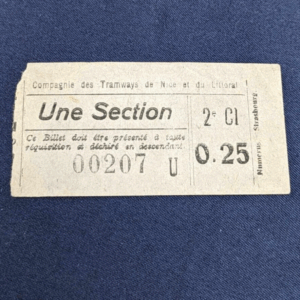 Compagnie des Tramways de Nice et du Littoral
Une Section
2e Cl
Ce Billet doit être présenté à toute
réquisition et déchiré en descendant.
00207 U
0.25
Numérus Strasbourg